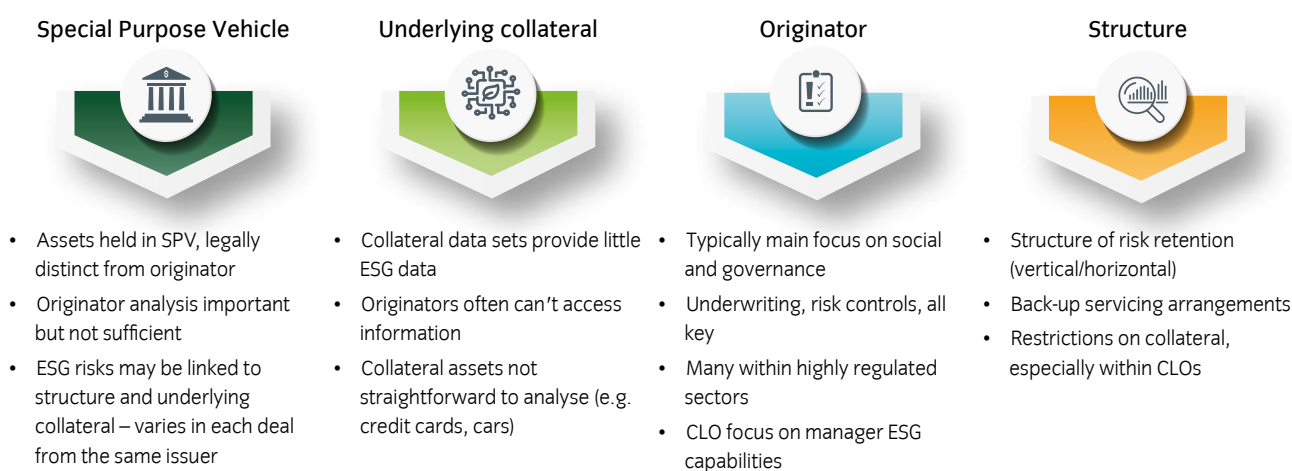 Special Purpose Vehicle
$
• Assets held in SPV, legally
distinct from originator
• Originator analysis important
but not sufficient
• ESG risks may be linked to
structure and underlying
collateral – varies in each deal
from the same issuer
Underlying collateral
• Collateral data sets provide little
ESG data
• Originators often can't access
information
• Collateral assets not
straightforward to analyse (e.g.
credit cards, cars)
Originator
• Typically main focus on social
and governance
• Underwriting, risk controls, all
key
• Many within highly regulated
sectors
• CLO focus on manager ESG
capabilities
Structure
• Structure of risk retention
(vertical/horizontal)
• Back-up servicing arrangements
• Restrictions on collateral,
especially within CLOs